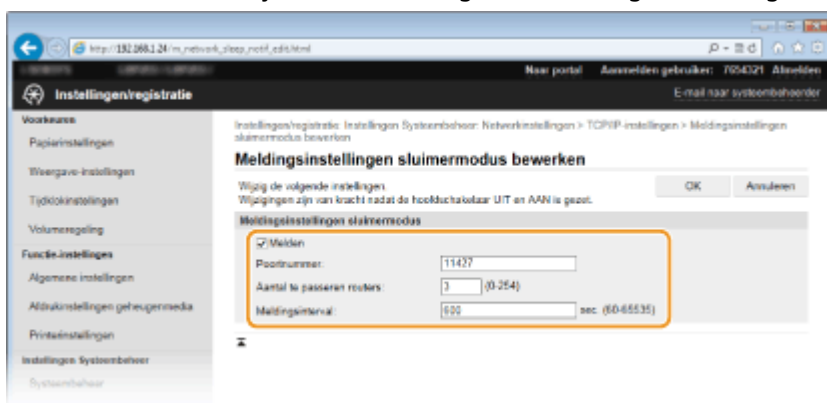 http://192.168.1.24/m_network_sleep_notif_edit.html
Naar portal Aanmelden gebruiker: 7654321 Afmelden
Instellingen/registratie
E-mail naar systeembeheerder
Voorkeuren
Papierinstellingen
Weergave-instellingen
Tijdklokinstellingen
Volumeregeling
Functie-instellingen
Algemene instellingen
Afdrukinstellingen geheugenmedia
Printerinstellingen
Instellingen Systeembeheer
Systeembeheer
Instellingen/registratie: Instellingen Systeembeheer: Netwerkinstellingen > TCP/IP-instellingen > Meldingsinstellingen
sluimermodus bewerken
Meldingsinstellingen sluimermodus bewerken
Wijzig de volgende instellingen.
Wijzigingen zijn van kracht nadat de hoofdschakelaar UIT en AAN is gezet.
OK Annuleren
Meldingsinstellingen sluimermodus
Melden
Poortnummer: 11427
Aantal te passeren routers: 3 (0-254)
Meldingsinterval: 600 sec. (60-65535)